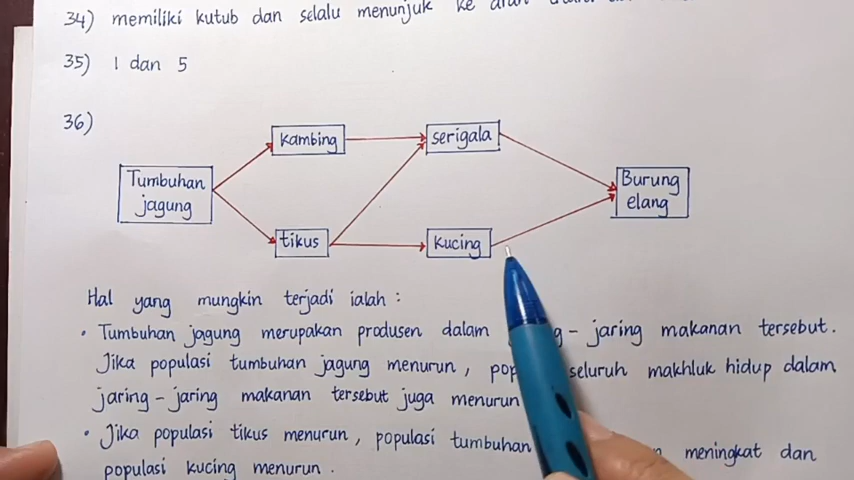 34) memiliki kutub dan selalu menunjuk ke
35) 1 dan 5
36)
kambing
serigala
Tumbuhan
jagung
Burung
elang
tikus
kucing
Hal yang mungkin terjadi ialah :
• Tumbuhan jagung merupakan produsen dalam - jaring makanan tersebut.
Jika populasi tumbuhan jagung menurun, seluruh makhluk hidup dalam
jaring - jaring makanan tersebut juga menurun
• Jika populasi tikus menurun, populasi tumbuhan meningkat dan
populasi kucing menurun.